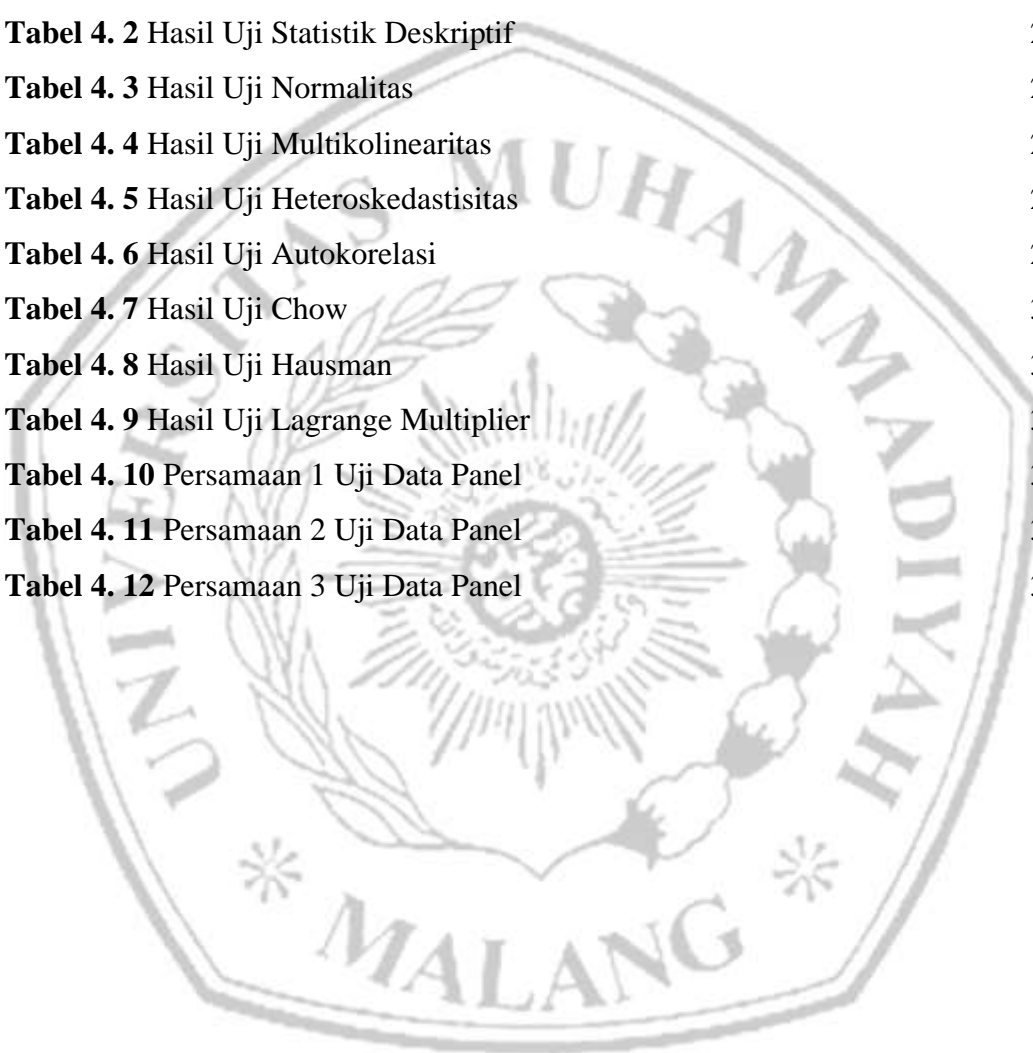 Tabel 4. 2 Hasil Uji Statistik Deskriptif
Tabel 4. 3 Hasil Uji Normalitas
Tabel 4. 4 Hasil Uji Multikolinearitas
Tabel 4. 5 Hasil Uji Heteroskedastisitas
Tabel 4. 6 Hasil Uji Autokorelasi
Tabel 4. 7 Hasil Uji Chow
Tabel 4. 8 Hasil Uji Hausman
Tabel 4. 9 Hasil Uji Lagrange Multiplier
Tabel 4. 10 Persamaan 1 Uji Data Panel
Tabel 4. 11 Persamaan 2 Uji Data Panel
Tabel 4. 12 Persamaan 3 Uji Data Panel
UNIVERSITAS MUHAMMADIYAH
MALANG